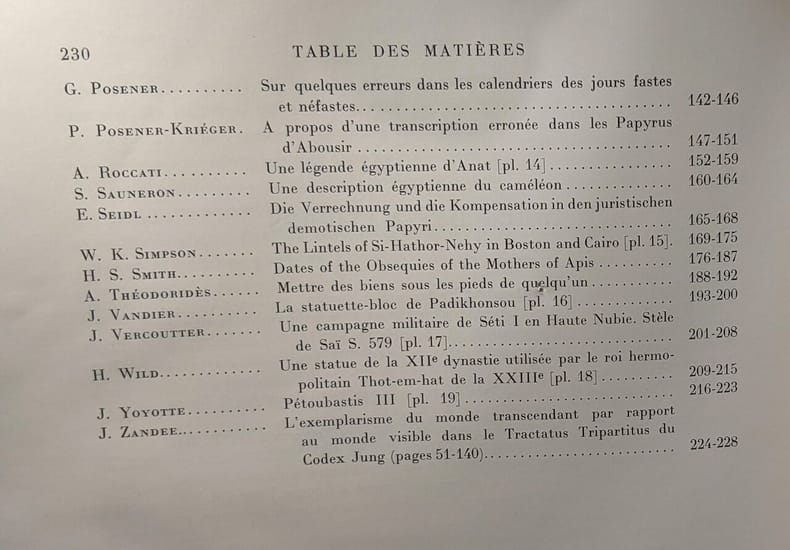 230 TABLE DES MATIÈRES
G. POSENER.......... Sur quelques erreurs dans les calendriers des jours fastes
et néfastes........................................ 142-146
P. POSENER-KRIÉGER. A propos d'une transcription erronée dans les Papyrus
d'Abousir ........................................ 147-151
A. ROCCATI.......... Une légende égyptienne d'Anat [pl. 14]................ 152-159
S. SAUNERON......... Une description égyptienne du caméléon ............. 160-164
E. SEIDL ............. Die Verrechnung und die Kompensation in den juristischen
demotischen Papyri................................ 165-168
W. K. SIMPSON....... The Lintels of Si-Hathor-Nehy in Boston and Cairo [pl. 15]. 169-175
H. S. SMITH.......... Dates of the Obsequies of the Mothers of Apis .......... 176-187
A. THÉODORIDÈS...... Mettre des biens sous les pieds de quelqu'un ........... 188-192
J. VANDIER........... La statuette-bloc de Padikhonsou [pl. 16] ............. 193-200
J. VERCOUTTER....... Une campagne militaire de Séti I en Haute Nubie. Stèle
de Saï S. 579 [pl. 17].............................. 201-208
H. WILD............. Une statue de la XIIe dynastie utilisée par le roi hermo-
politain Thot-em-hat de la XXIIIe [pl. 18] .......... 209-215
J. YOYOTTE.......... Pétoubastis III [pl. 19] ............................. 216-223
J. ZANDEE............ L'exemplarisme du monde transcendant par rapport
au monde visible dans le Tractatus Tripartitus du
Codex Jung (pages 51-140)......................... 224-228